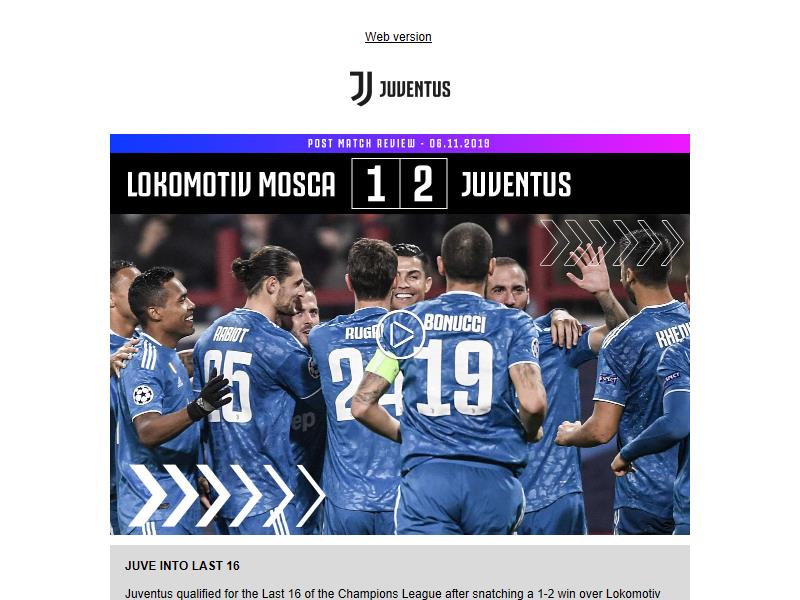 Web version
JUVENTUS
POST MATCH REVIEW - 06.11.2019
LOKOMOTIV MOSCA 1 2 JUVENTUS
RABIOT
25
RUGA
24
BONUCCI
19
KHEDI
JUVE INTO LAST 16
Juventus qualified for the Last 16 of the Champions League after snatching a 1-2 win over Lokomotiv